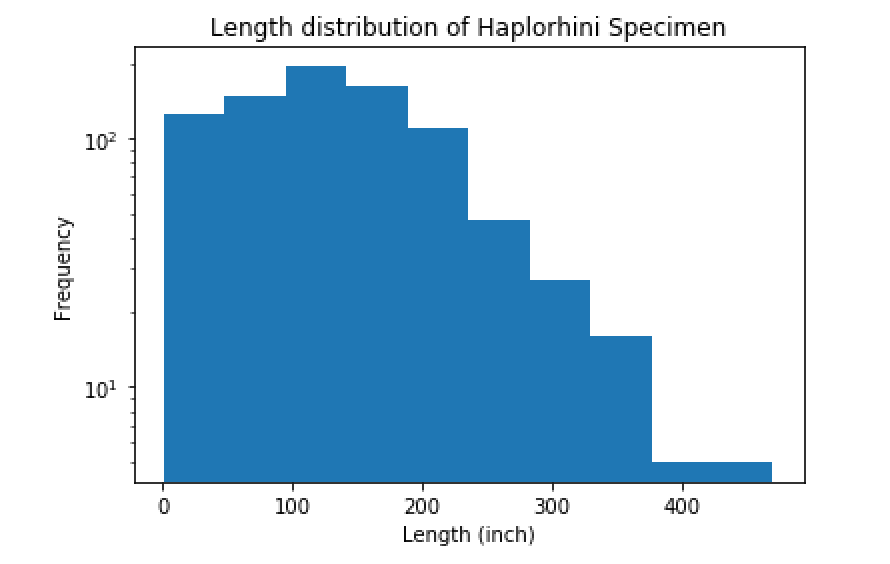 Length distribution of Haplorhini Specimen
Frequency
10²
10¹
0 100 200 300 400
Length (inch)